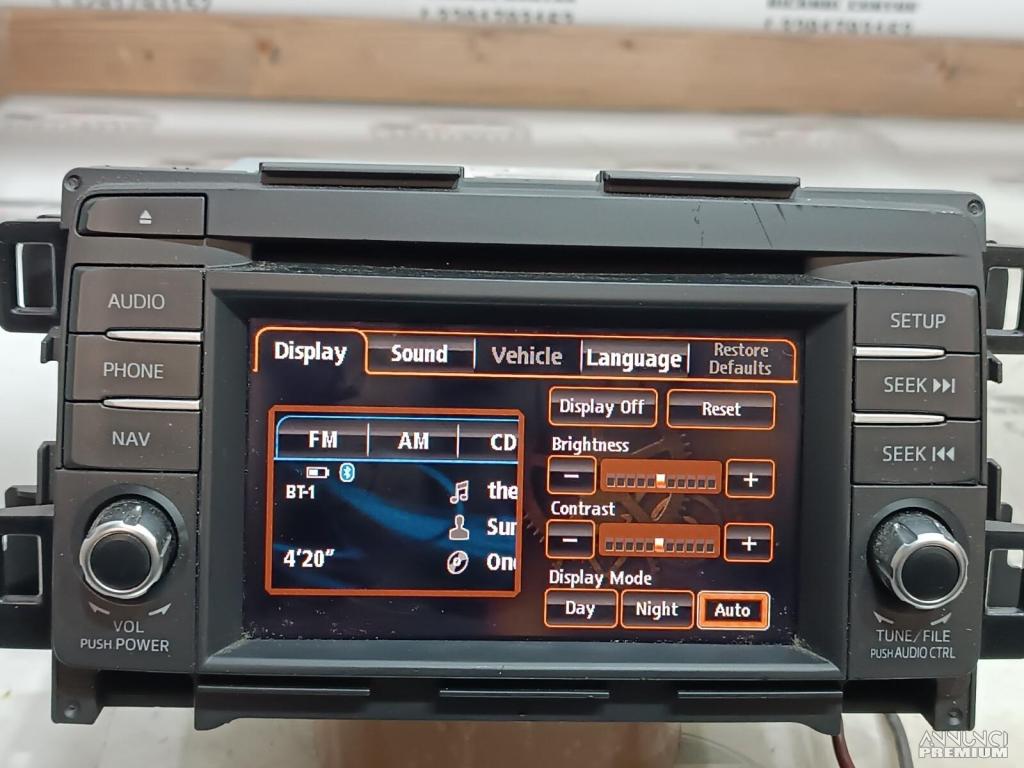 AUDIO
PHONE
NAV
VOL
PUSH POWER
SETUP
SEEK
SEEK
TUNE/FILE
PUSH AUDIO CTRL
Display
Sound
Vehicle
Language
Restore
Defaults
FM
AM
CD
BT-1
the
Sun
One
4'20"
Display Off
Reset
Brightness
Contrast
Display Mode
Day
Night
Auto
ANNUNCI
PREMIUM